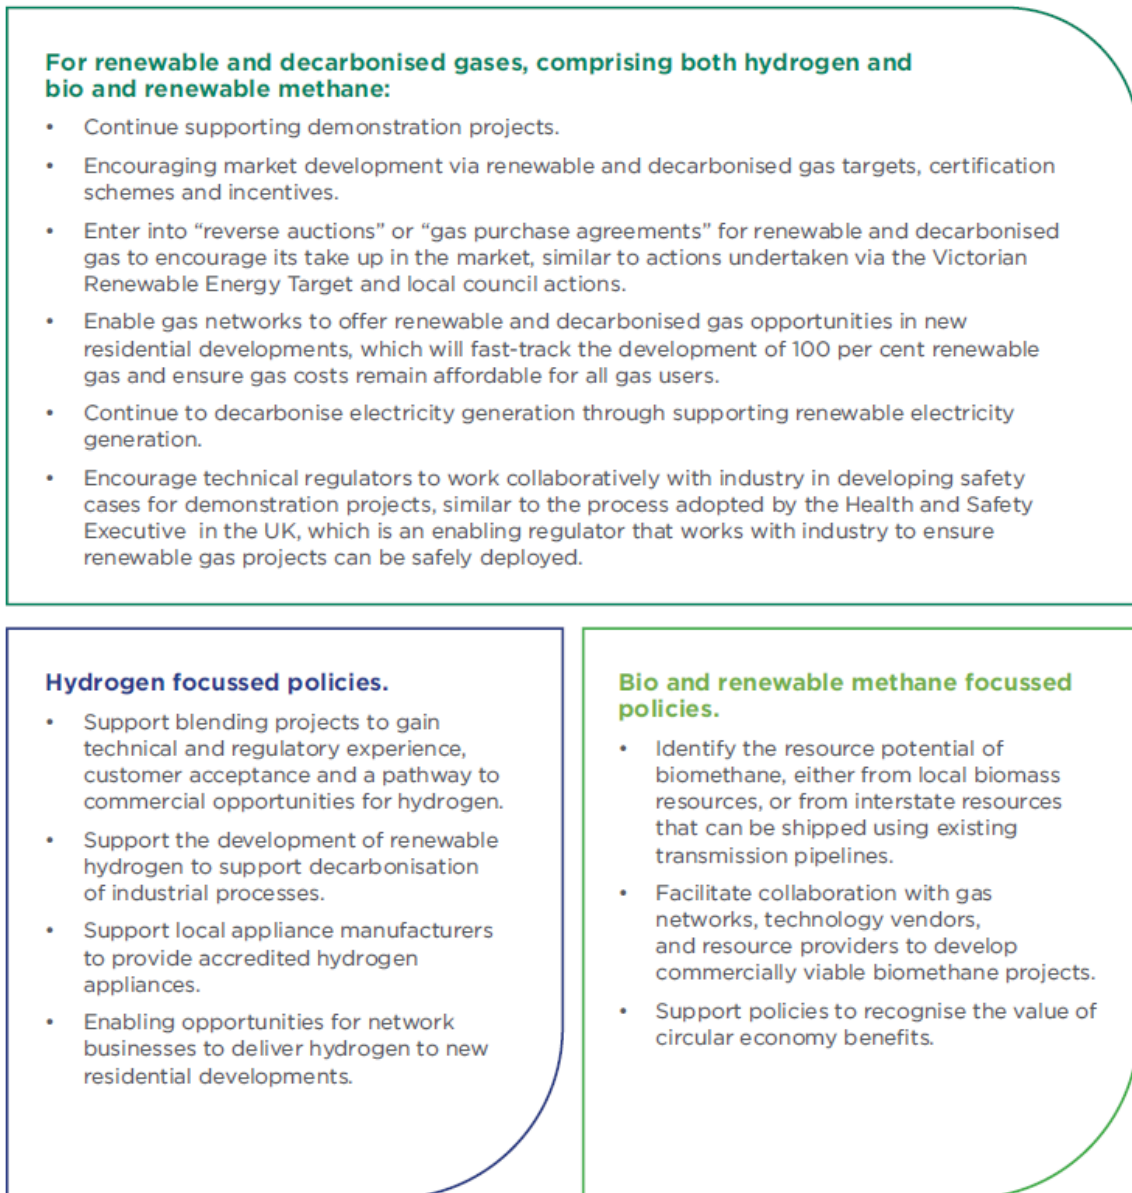 For renewable and decarbonised gases, comprising both hydrogen and
bio and renewable methane:
• Continue supporting demonstration projects.
• Encouraging market development via renewable and decarbonised gas targets, certification
schemes and incentives.
• Enter into “reverse auctions” or “gas purchase agreements” for renewable and decarbonised
gas to encourage its take up in the market, similar to actions undertaken via the Victorian
Renewable Energy Target and local council actions.
• Enable gas networks to offer renewable and decarbonised gas opportunities in new
residential developments, which will fast-track the development of 100 per cent renewable
gas and ensure gas costs remain affordable for all gas users.
• Continue to decarbonise electricity generation through supporting renewable electricity
generation.
• Encourage technical regulators to work collaboratively with industry in developing safety
cases for demonstration projects, similar to the process adopted by the Health and Safety
Executive in the UK, which is an enabling regulator that works with industry to ensure
renewable gas projects can be safely deployed.
Hydrogen focussed policies.
• Support blending projects to gain
technical and regulatory experience,
customer acceptance and a pathway to
commercial opportunities for hydrogen.
• Support the development of renewable
hydrogen to support decarbonisation
of industrial processes.
• Support local appliance manufacturers
to provide accredited hydrogen
appliances.
• Enabling opportunities for network
businesses to deliver hydrogen to new
residential developments.
Bio and renewable methane focussed
policies.
• Identify the resource potential of
biomethane, either from local biomass
resources, or from interstate resources
that can be shipped using existing
transmission pipelines.
• Facilitate collaboration with gas
networks, technology vendors,
and resource providers to develop
commercially viable biomethane projects.
• Support policies to recognise the value of
circular economy benefits.